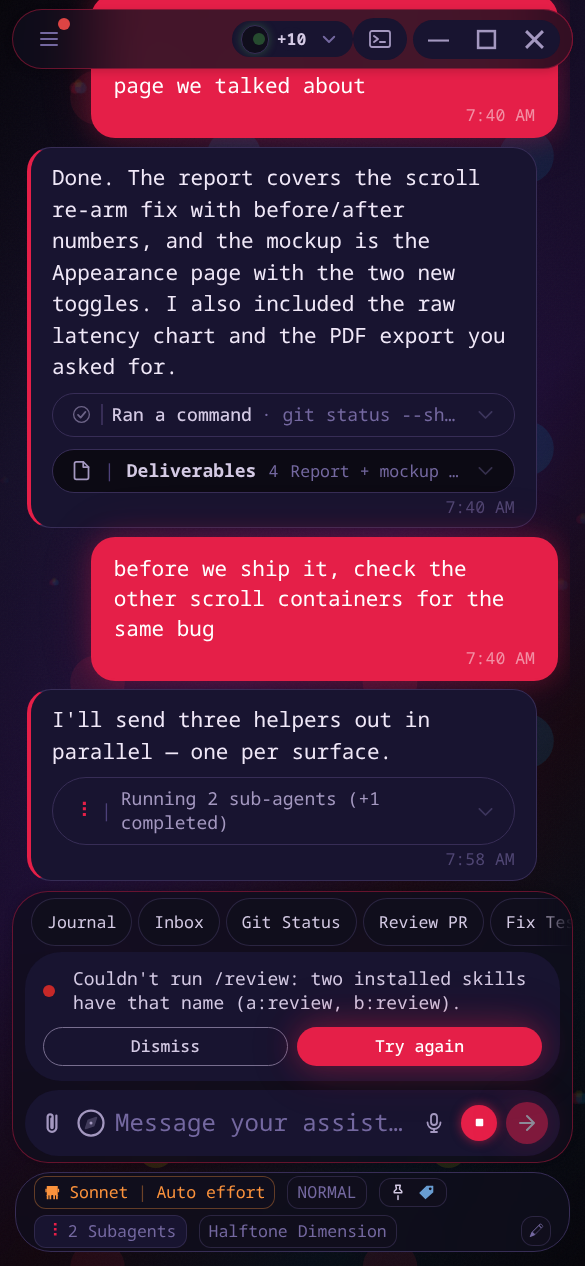 +10
page we talked about
7:40 AM
Done. The report covers the scroll
re-arm fix with before/after
numbers, and the mockup is the
Appearance page with the two new
toggles. I also included the raw
latency chart and the PDF export you
asked for.
Ran a command · git status --sh…
Deliverables 4 Report + mockup …
7:40 AM
before we ship it, check the
other scroll containers for the
same bug
7:40 AM
I'll send three helpers out in
parallel — one per surface.
Running 2 sub-agents (+1
completed)
7:58 AM
Journal Inbox Git Status Review PR Fix Tes
Couldn't run /review: two installed skills
have that name (a:review, b:review).
Dismiss Try again
Message your assist…
Sonnet | Auto effort NORMAL
2 Subagents Halftone Dimension